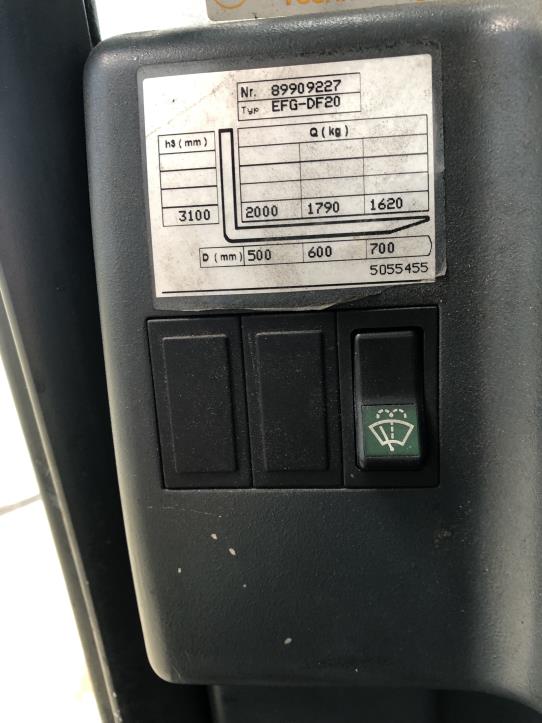 Nr. 89909227
Typ EFG-DF20
h3 (mm) Q (kg)
3100 2000 1790 1620
D (mm) 500 600 700
5055455